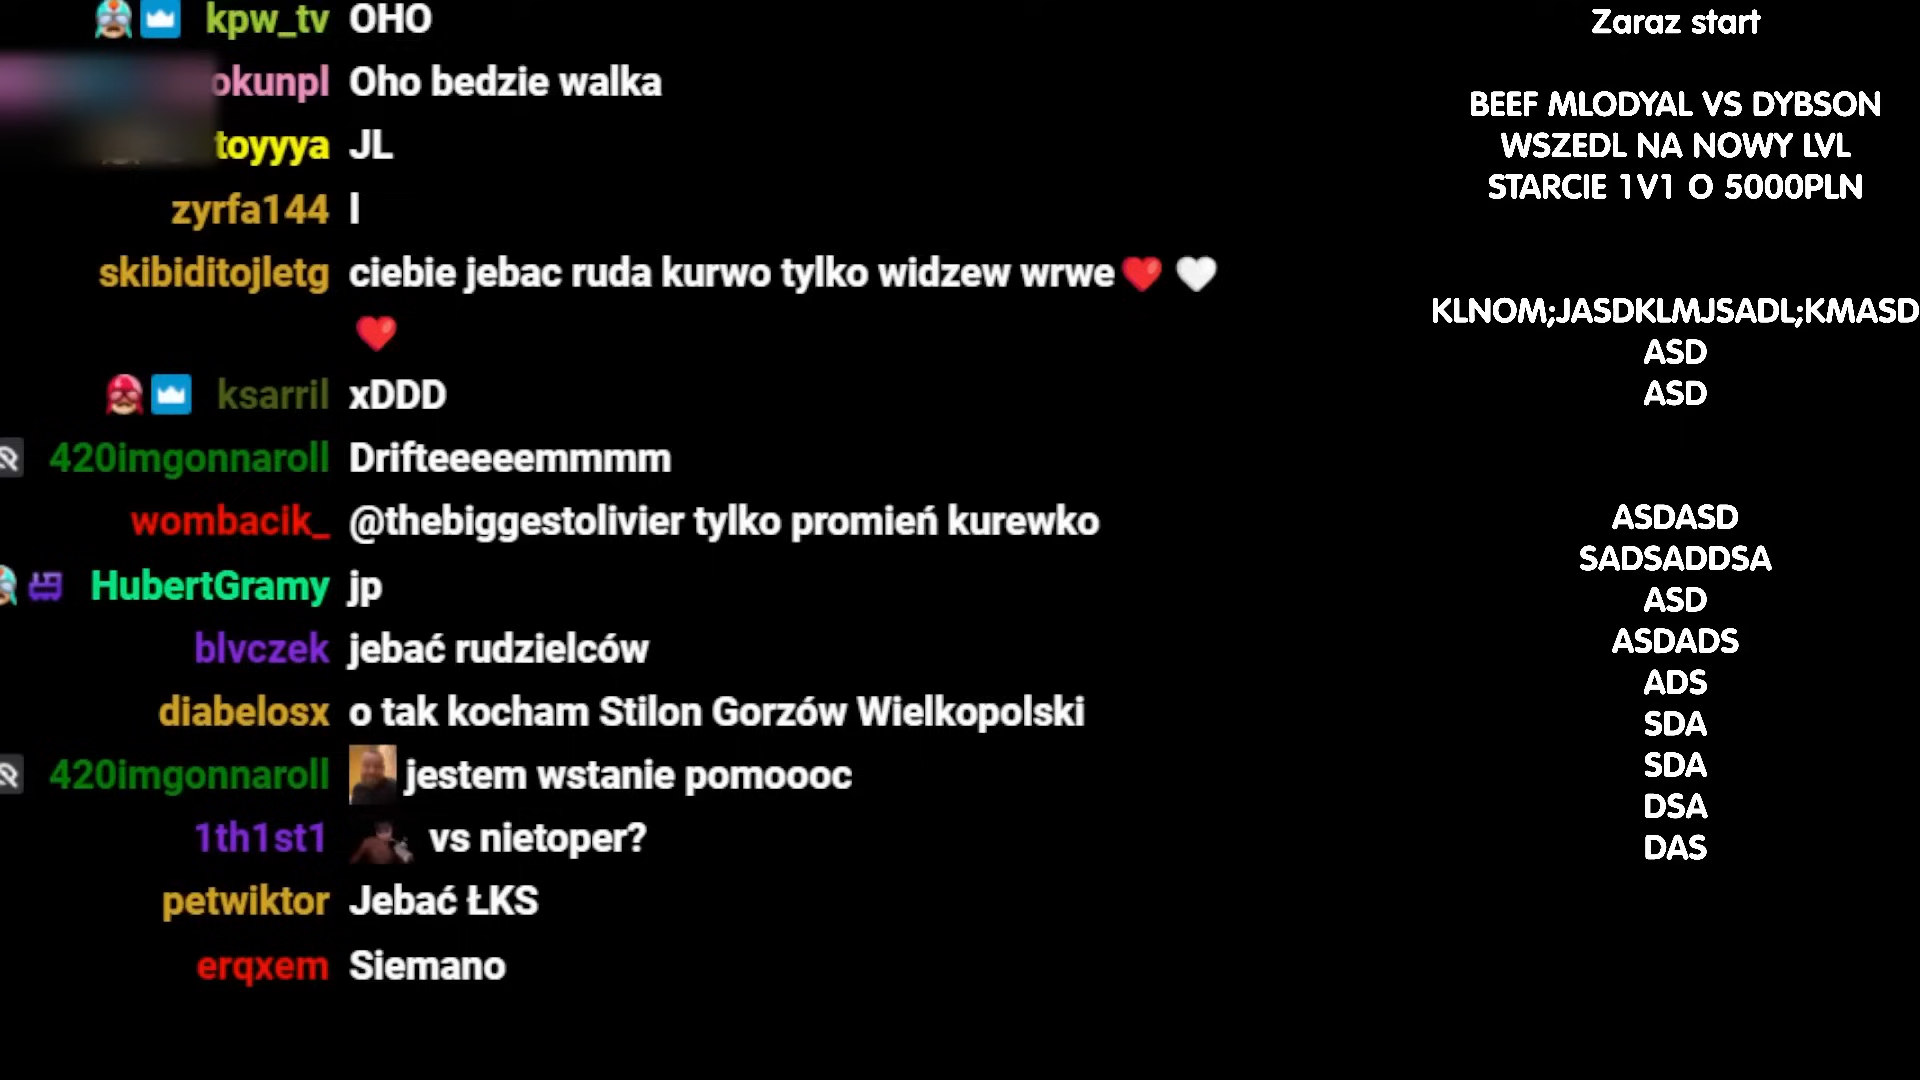 kpw_tv OHO
okunpl Oho bedzie walka
toyyya JL
zyrfa144 l
skibiditojletg ciebie jebac ruda kurwo tylko widzew wrwe❤️ 🤍
❤️
ksarril xDDD
420imgonnaroll Drifteeeeemmmm
wombacik_ @thebiggestolivier tylko promień kurewko
HubertGramy jp
blvczek jebać rudzielców
diabelosx o tak kocham Stilon Gorzów Wielkopolski
420imgonnaroll jestem wstanie pomoooc
1th1st1 vs nietoper?
petwiktor Jebać ŁKS
erqxem Siemano
Zaraz start
BEEF MLODYAL VS DYBSON
WSZEDL NA NOWY LVL
STARCIE 1V1 O 5000PLN
KLNOM;JASDKLMJSADL;KMASD
ASD
ASD
ASDASD
SADSADDSA
ASD
ASDADS
ADS
SDA
SDA
DSA
DAS